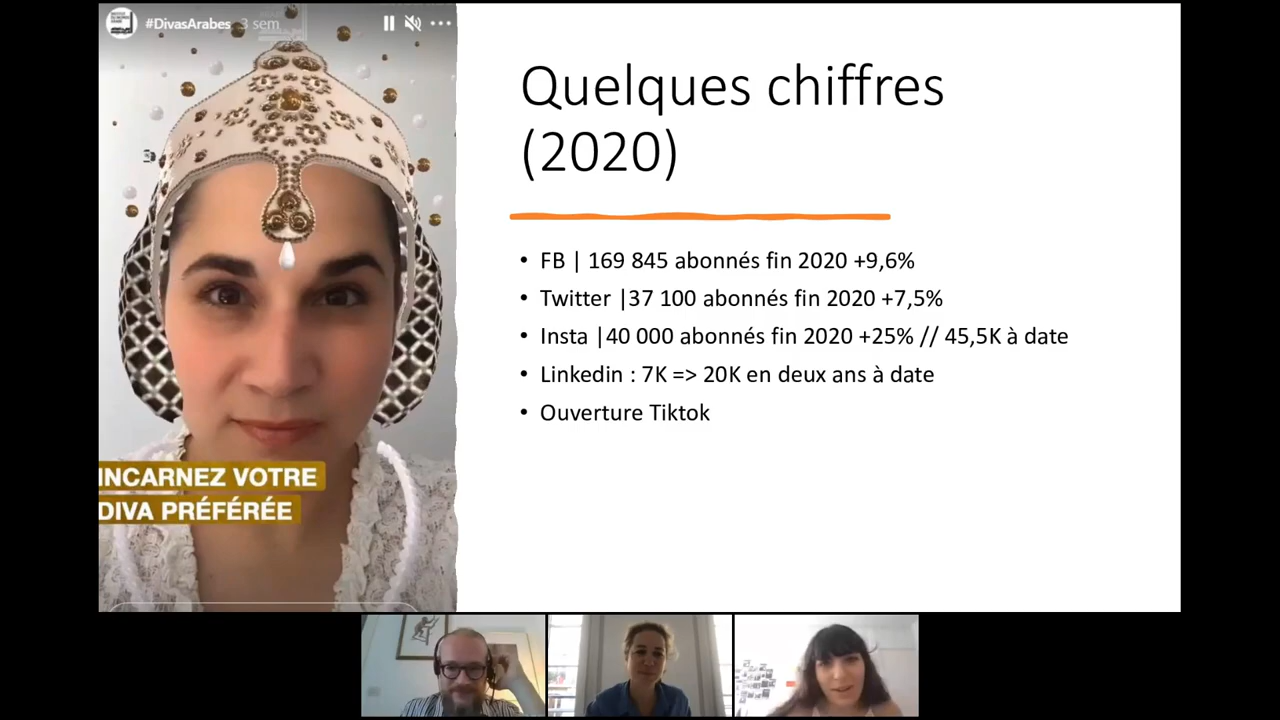 #DivasArabes 3 sem
INCARNEZ VOTRE
DIVA PRÉFÉRÉE
Quelques chiffres
(2020)
• FB | 169 845 abonnés fin 2020 +9,6%
• Twitter |37 100 abonnés fin 2020 +7,5%
• Insta |40 000 abonnés fin 2020 +25% // 45,5K à date
• Linkedin : 7K => 20K en deux ans à date
• Ouverture Tiktok